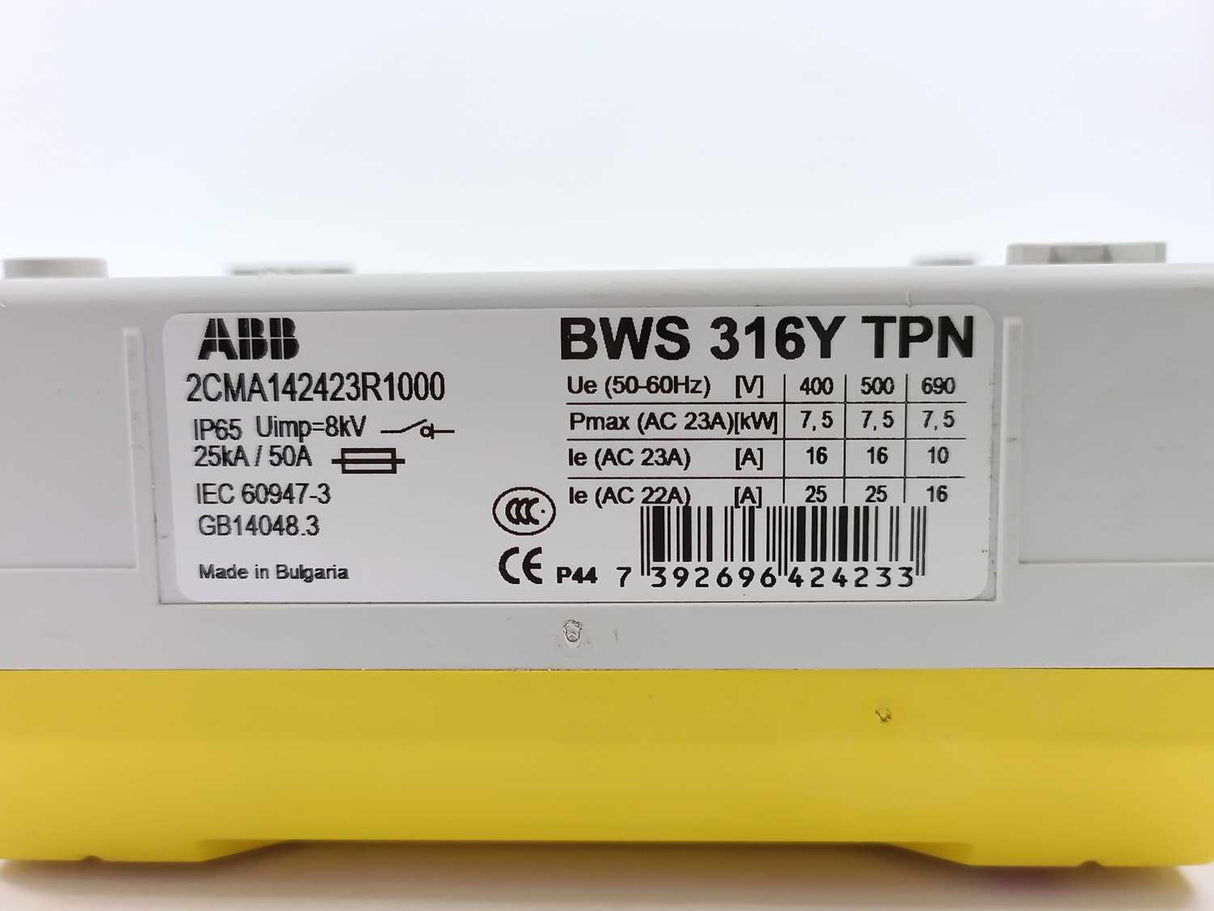 ABB
2CMA142423R1000
IP65 Uimp=8kV
25kA / 50A
IEC 60947-3
GB14048.3
Made in Bulgaria
BWS 316Y TPN
Ue (50-60Hz) [V] 400 500 690
Pmax (AC 23A)[kW] 7,5 7,5 7,5
Ie (AC 23A) [A] 16 16 10
Ie (AC 22A) [A] 25 25 16
CCC
CE P44 7 392696 424233